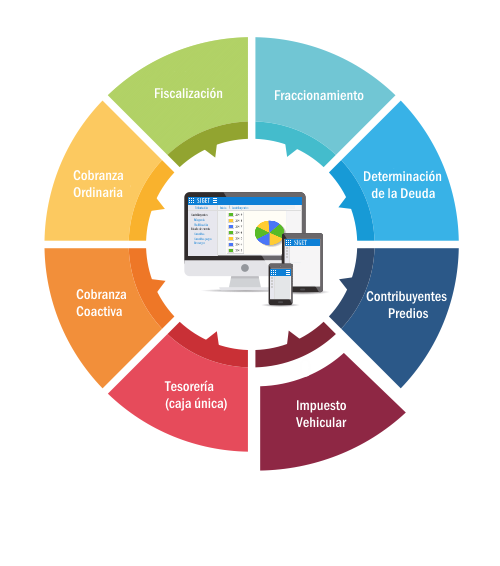 Fiscalización
Fraccionamiento
Cobranza
Ordinaria
Determinación
de la Deuda
SIGET
SIGET
Cobranza
Coactiva
Contribuyentes
Predios
Tesorería
(caja única)
Impuesto
Vehicular